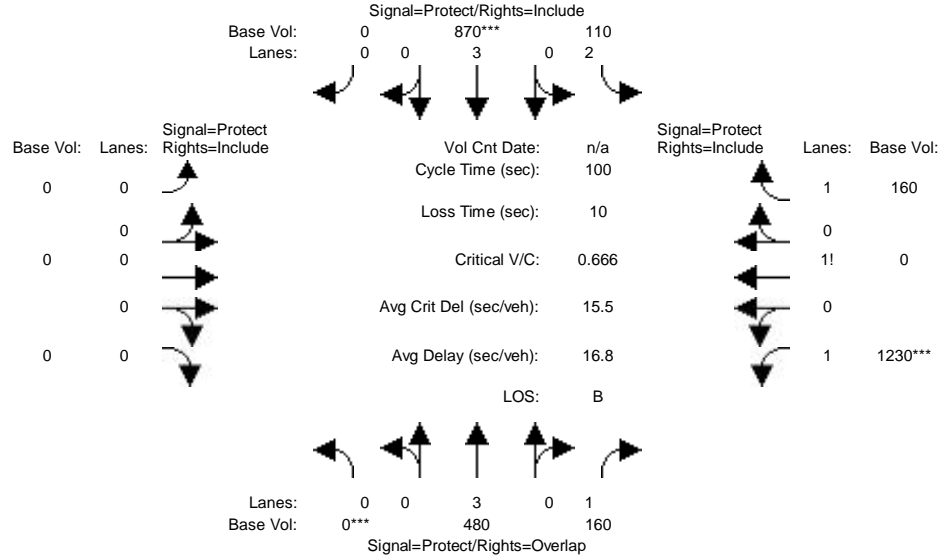 Signal=Protect/Rights=Include
Base Vol: 0 870*** 110
Lanes: 0 0 3 0 2
Signal=Protect
Base Vol: Lanes: Rights=Include
Vol Cnt Date: n/a
Signal=Protect
Rights=Include Lanes: Base Vol:
0 0
Cycle Time (sec): 100
1 160
0
Loss Time (sec): 10
0
0 0
Critical V/C: 0.666
1! 0
0
Avg Crit Del (sec/veh): 15.5
0
0 0
Avg Delay (sec/veh): 16.8
1 1230***
LOS: B
Lanes: 0 0 3 0 1
Base Vol: 0*** 480 160
Signal=Protect/Rights=Overlap